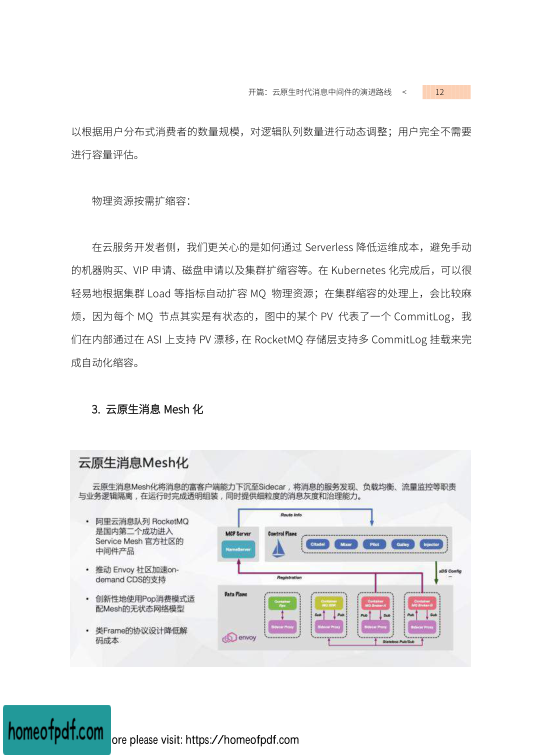 开篇：云原生时代消息中间件的演进路线 < 12
以根据用户分布式消费者的数量规模，对逻辑队列数量进行动态调整；用户完全不需要
进行容量评估。
物理资源按需扩缩容：
在云服务开发者侧，我们更关心的是如何通过 Serverless 降低运维成本，避免手动
的机器购买、VIP 申请、磁盘申请以及集群扩缩容等。在 Kubernetes 化完成后，可以很
轻易地根据集群 Load 等指标自动扩容 MQ 物理资源；在集群缩容的处理上，会比较麻
烦，因为每个 MQ 节点其实是有状态的，图中的某个 PV 代表了一个 CommitLog，我
们在内部通过在 ASI 上支持 PV 漂移，在 RocketMQ 存储层支持多 CommitLog 挂载来完
成自动化缩容。
3. 云原生消息 Mesh 化
云原生消息Mesh化
云原生消息Mesh化将消息的富客户端能力下沉至Sidecar，将消息的服务发现、负载均衡、流量监控等职责
与业务逻辑隔离，在运行时完成透明组装，同时提供细粒度的消息灰度和治理能力。
• 阿里云消息队列 RocketMQ
是国内第二个成功进入
Service Mesh 官方社区的
中间件产品
• 推动 Envoy 社区加速on-
demand CDS的支持
• 创新性地使用Pop消费模式适
配Mesh的无状态网络模型
• 类Frame的协议设计降低解
码成本
Route Info
MCP Server
NameServer
Control Plane
Citadel Mixer Pilot Galley Injector
Registration
xDS Config
Data Plane
Sidecar Proxy Sidecar Proxy Sidecar Proxy Sidecar Proxy
Pub Sub Pub Sub Pub Sub
envoy
Stateless Pub/Sub
homeofpdf.com
ore please visit: https://homeofpdf.com